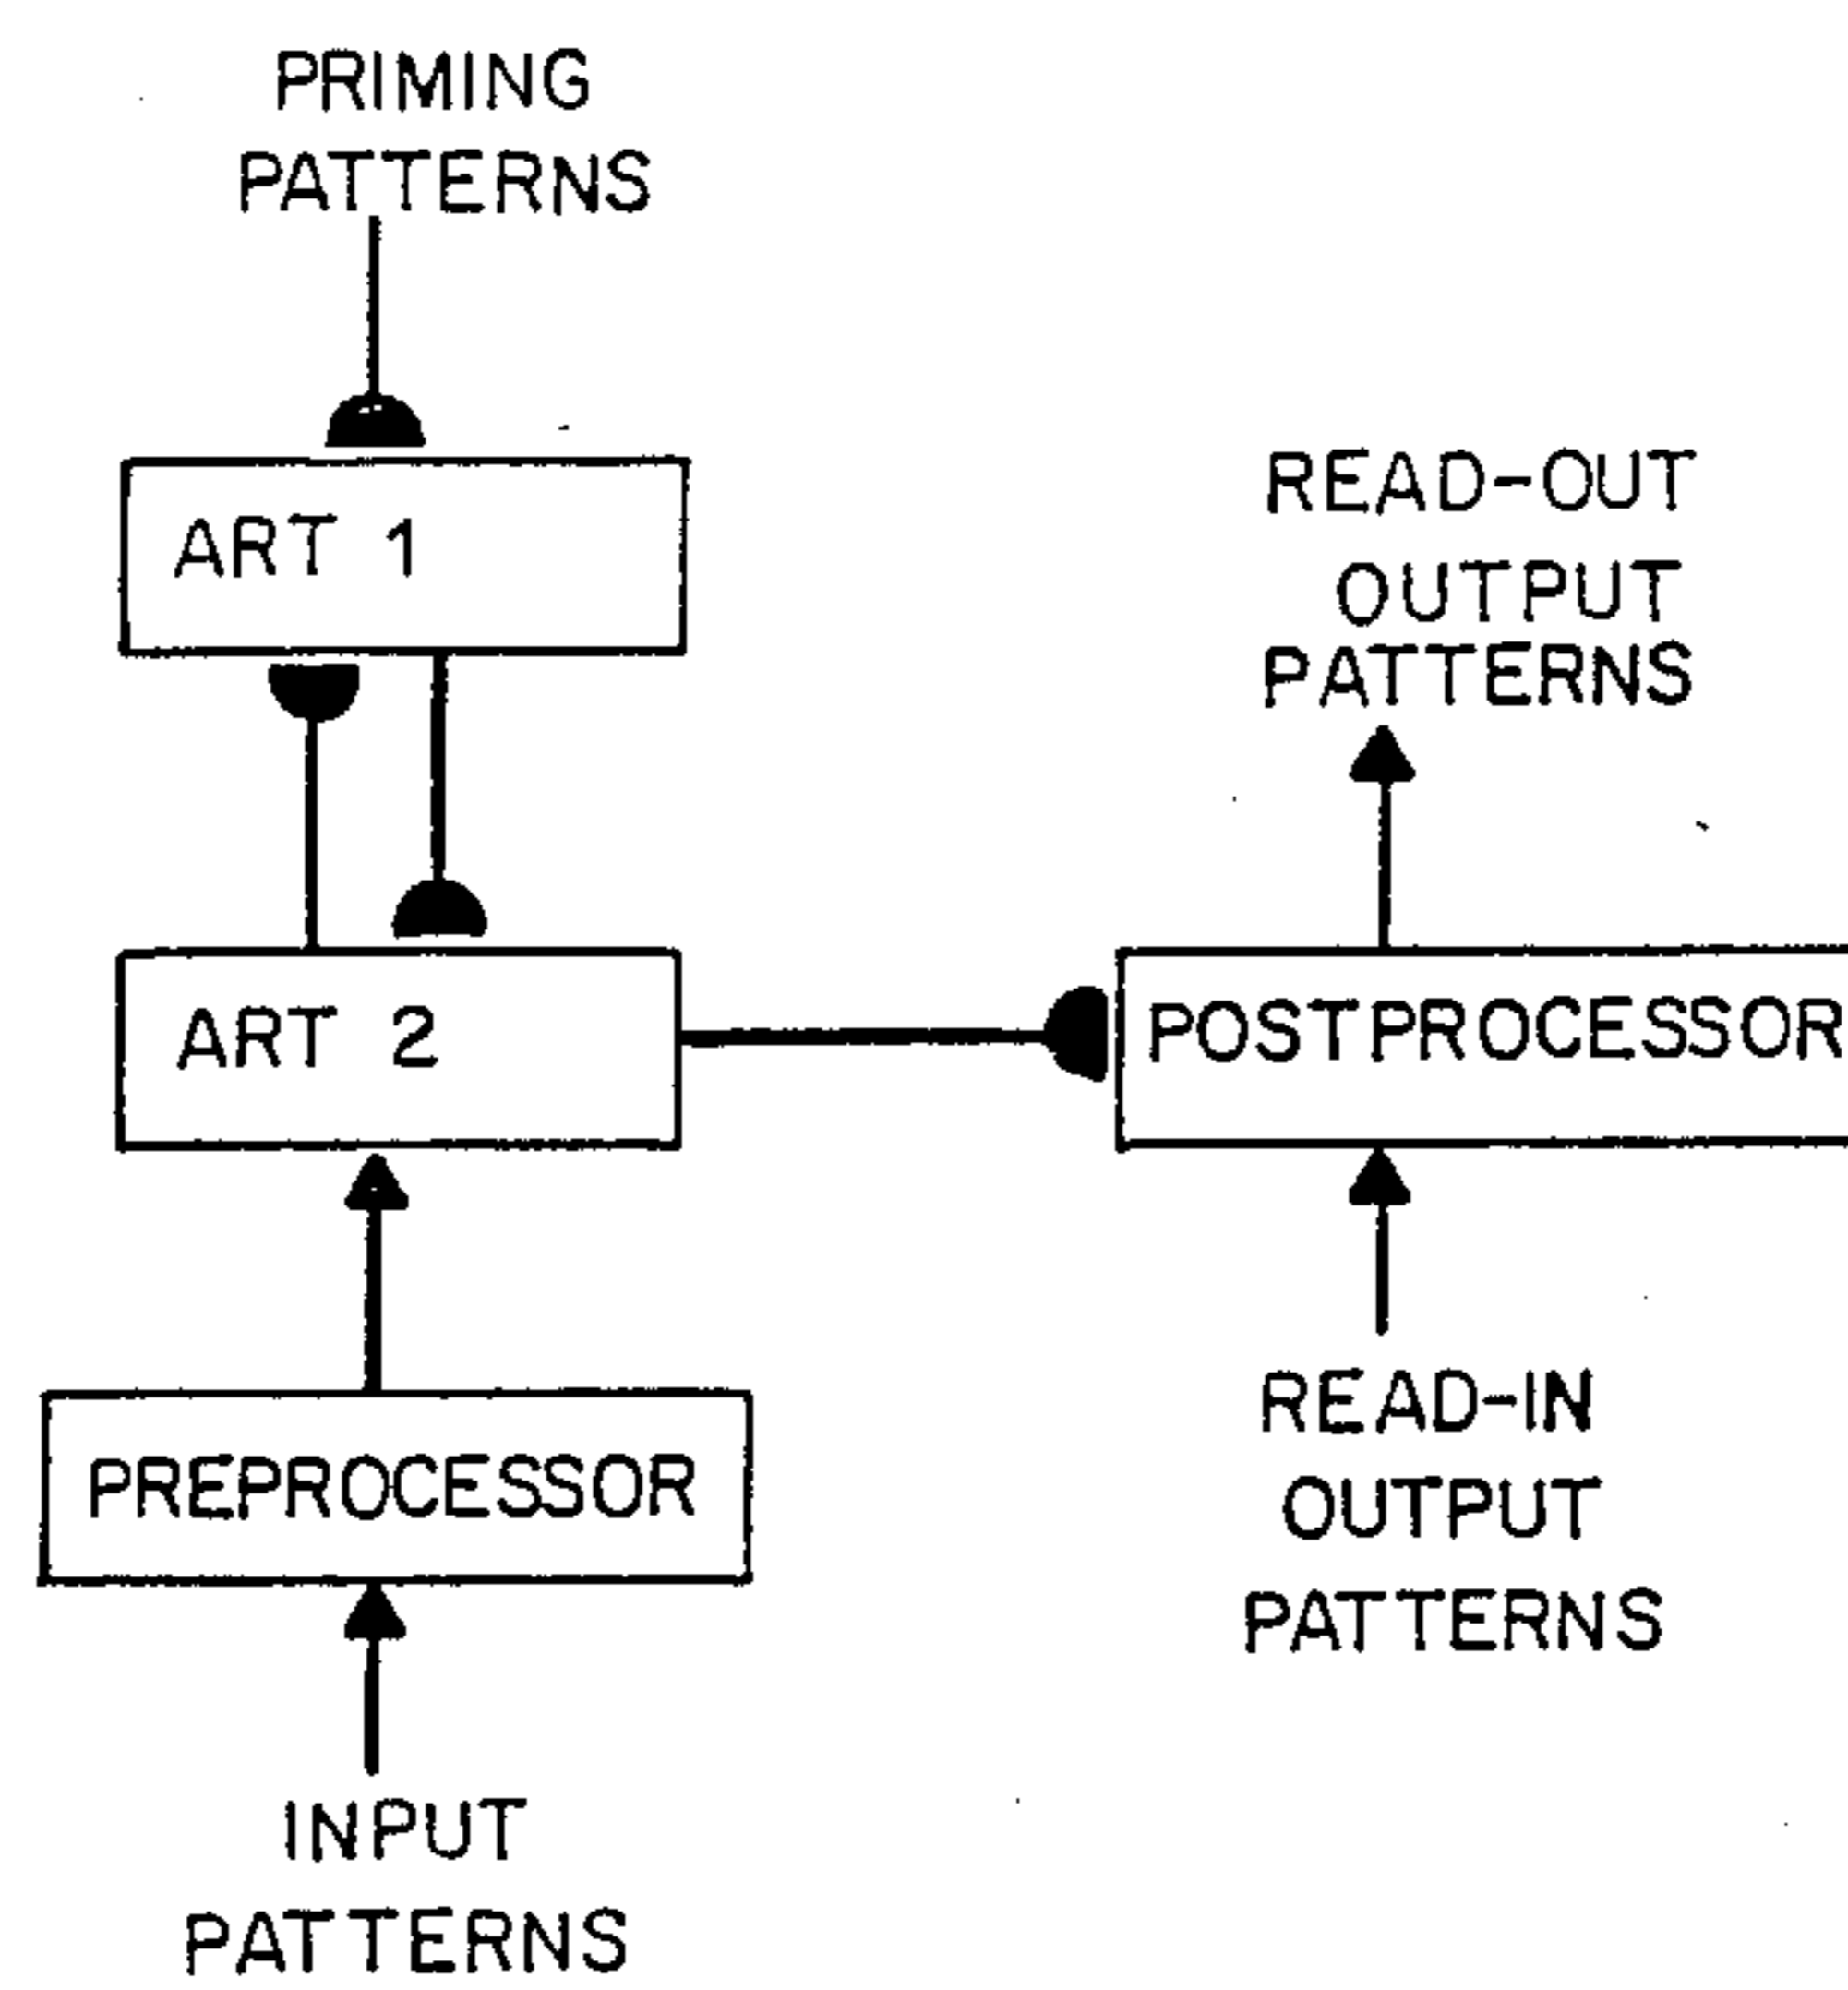 PRIMING
PATTERNS
ART 1
READ-OUT
OUTPUT
PATTERNS
ART 2
POSTPROCESSOR
PREPROCESSOR
READ-IN
OUTPUT
PATTERNS
INPUT
PATTERNS